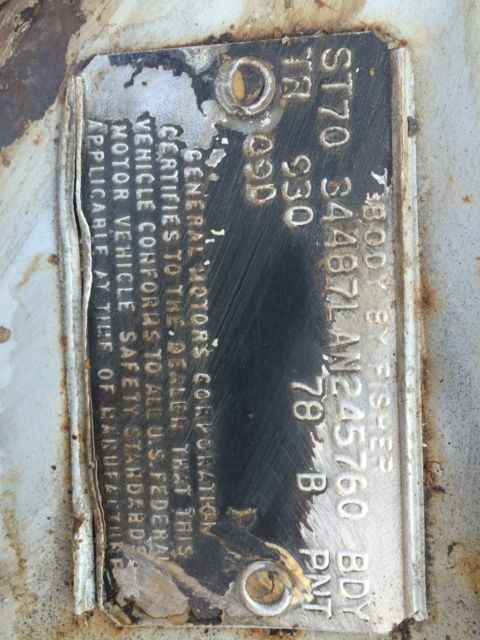 BODY BY FISHER
ST70 34487LAN245760 BDY
TR 930 78 B PNT
09D
GENERAL MOTORS CORPORATION
CERTIFIES TO THE DEALER THAT THIS
VEHICLE CONFORMS TO ALL U.S. FEDERAL
MOTOR VEHICLE SAFETY STANDARDS
APPLICABLE AT TIME OF MANUFACTURE